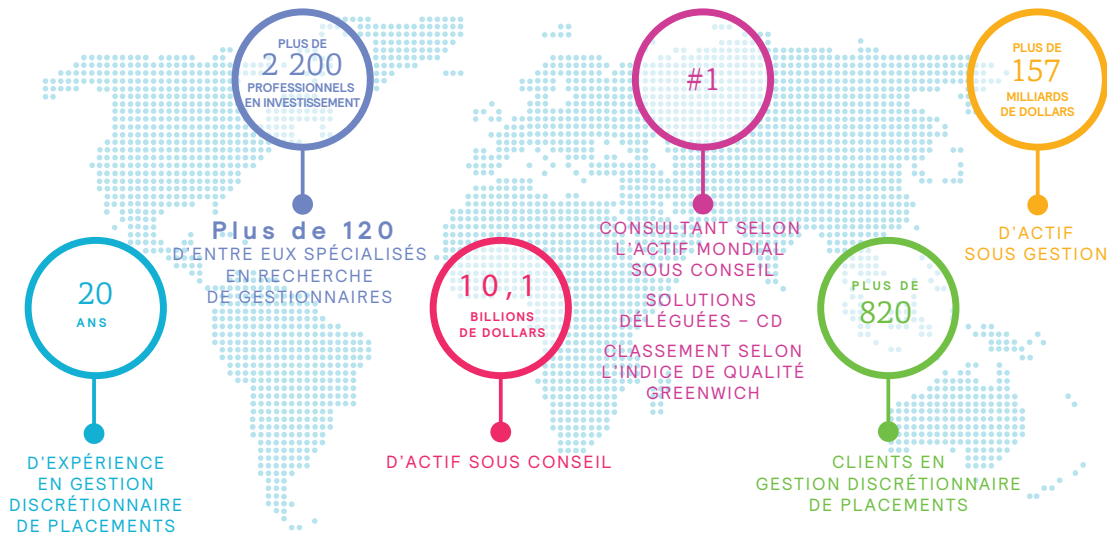 PLUS DE
2 200
PROFESSIONNELS
EN INVESTISSEMENT
Plus de 120
D'ENTRE EUX SPÉCIALISÉS
EN RECHERCHE
DE GESTIONNAIRES
#1
CONSULTANT SELON
L'ACTIF MONDIAL
SOUS CONSEIL
SOLUTIONS
DÉLÉGUÉES – CD
CLASSEMENT SELON
L'INDICE DE QUALITÉ
GREENWICH
PLUS DE
157
MILLIARDS
DE DOLLARS
D'ACTIF
SOUS GESTION
20
ANS
D'EXPÉRIENCE
EN GESTION
DISCRÉTIONNAIRE
DE PLACEMENTS
10,1
BILLIONS
DE DOLLARS
D'ACTIF SOUS CONSEIL
PLUS DE
820
CLIENTS EN
GESTION DISCRÉTIONNAIRE
DE PLACEMENTS